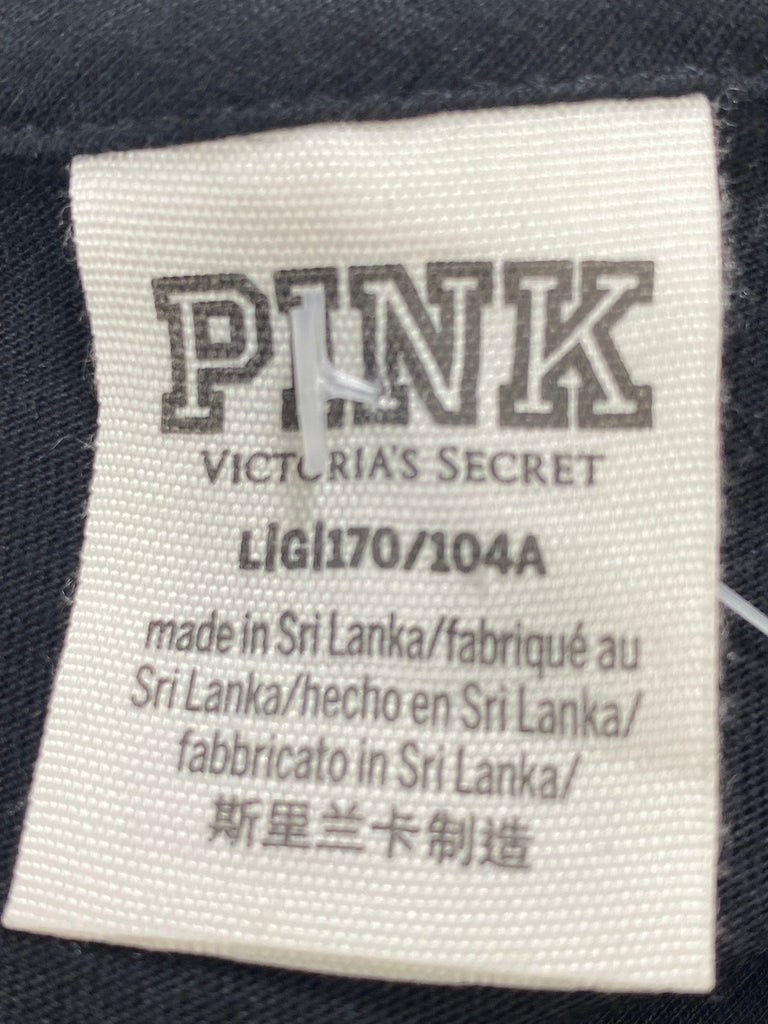 PINK
VICTORIA'S SECRET
L|G|170/104A
made in Sri Lanka/fabriqué au
Sri Lanka/hecho en Sri Lanka/
fabbricato in Sri Lanka/
斯里兰卡制造